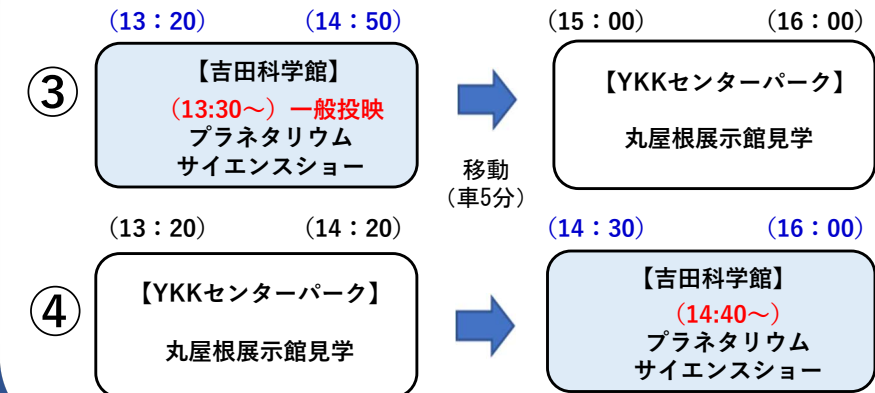 (13：20)
(14：50)
(15：00)
(16：00)
③
【吉田科学館】
（13:30～）一般投映
プラネタリウム
サイエンスショー
移動
（車5分）
【YKKセンターパーク】
丸屋根展示館見学
(13：20)
(14：20)
(14：30)
(16：00)
④
【YKKセンターパーク】
丸屋根展示館見学
【吉田科学館】
（14:40～）
プラネタリウム
サイエンスショー